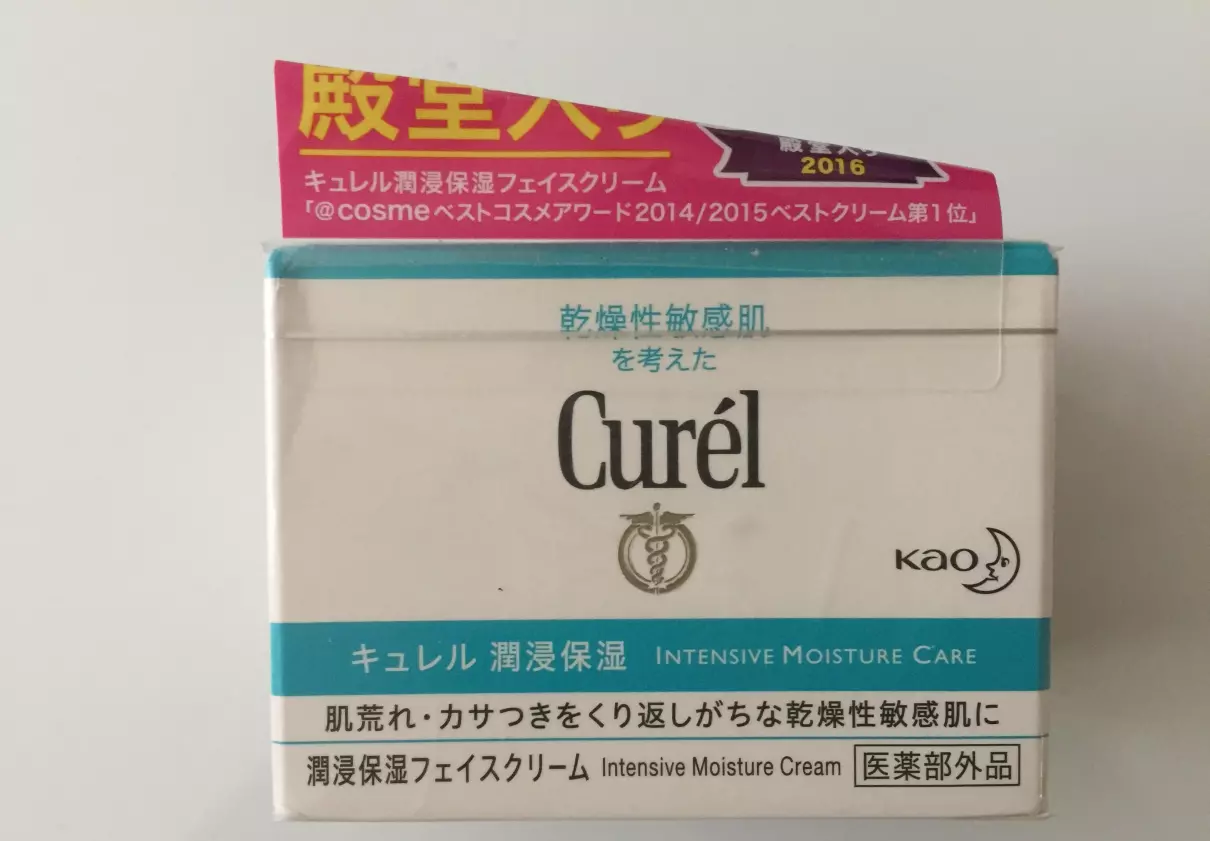 殿堂入り
殿堂入り
2016
キュレル潤浸保湿フェイスクリーム
「@cosmeベストコスメアワード2014/2015ベストクリーム第1位」
乾燥性敏感肌
を考えた
Curél
Kao
キュレル 潤浸保湿 INTENSIVE MOISTURE CARE
肌荒れ・カサつきをくり返しがちな乾燥性敏感肌に
潤浸保湿フェイスクリーム Intensive Moisture Cream 医薬部外品